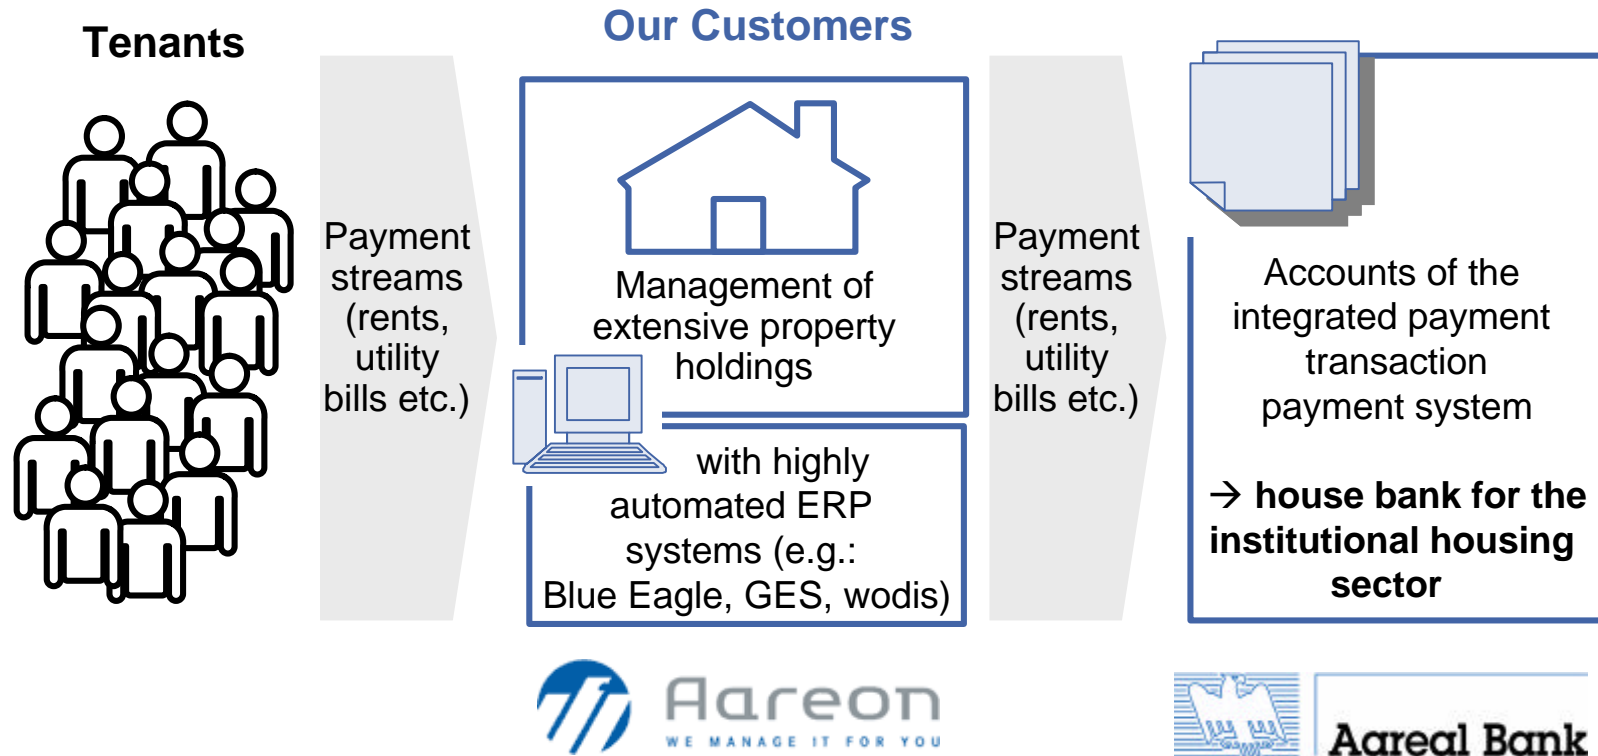 Tenants
Our Customers
Payment
streams
(rents,
utility
bills etc.)
Management of
extensive property
holdings
with highly
automated ERP
systems (e.g.:
Blue Eagle, GES, wodis)
Payment
streams
(rents,
utility
bills etc.)
Accounts of the
integrated payment
transaction
payment system
→ house bank for the
institutional housing
sector
Aareon
WE MANAGE IT FOR YOU
Aareal Bank